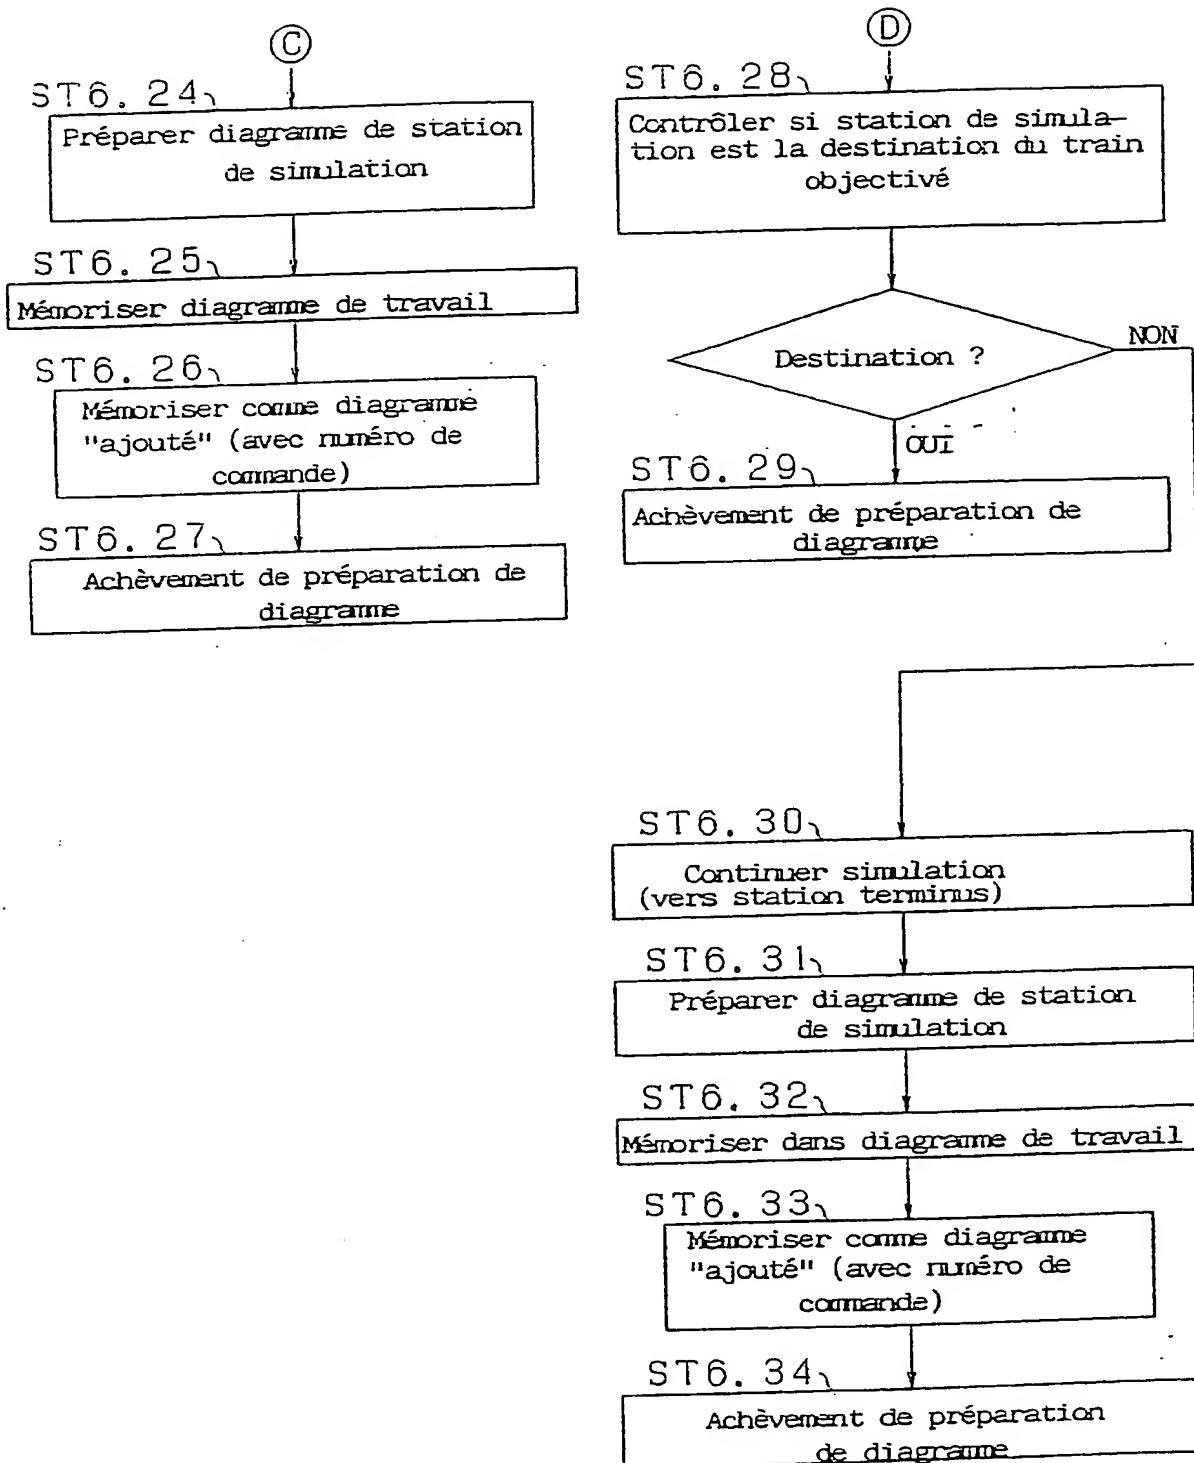 C
ST6.24
Préparer diagramme de station
de simulation
ST6.25
Mémoriser diagramme de travail
ST6.26
Mémoriser comme diagramme
"ajouté" (avec numéro de
commande)
ST6.27
Achèvement de préparation de
diagramme
D
ST6.28
Contrôler si station de simula-
tion est la destination du train
objectivé
Destination ?
NON
OUI
ST6.29
Achèvement de préparation de
diagramme
ST6.30
Continuer simulation
(vers station terminus)
ST6.31
Préparer diagramme de station
de simulation
ST6.32
Mémoriser dans diagramme de travail
ST6.33
Mémoriser comme diagramme
"ajouté" (avec numéro de
commande)
ST6.34
Achèvement de préparation
de diagramme